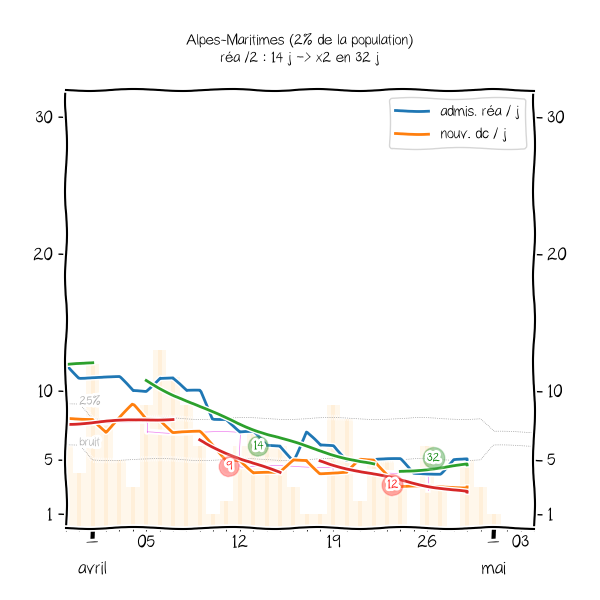 Alpes-Maritimes (2% de la population)
réa /2 : 14 j -> x2 en 32 j
admis. réa / j
nouv. dc / j
30 30
20 20
10 10
25%
bruit
14
32
9
12
5 5
1 1
05 12 19 26 03
avril mai